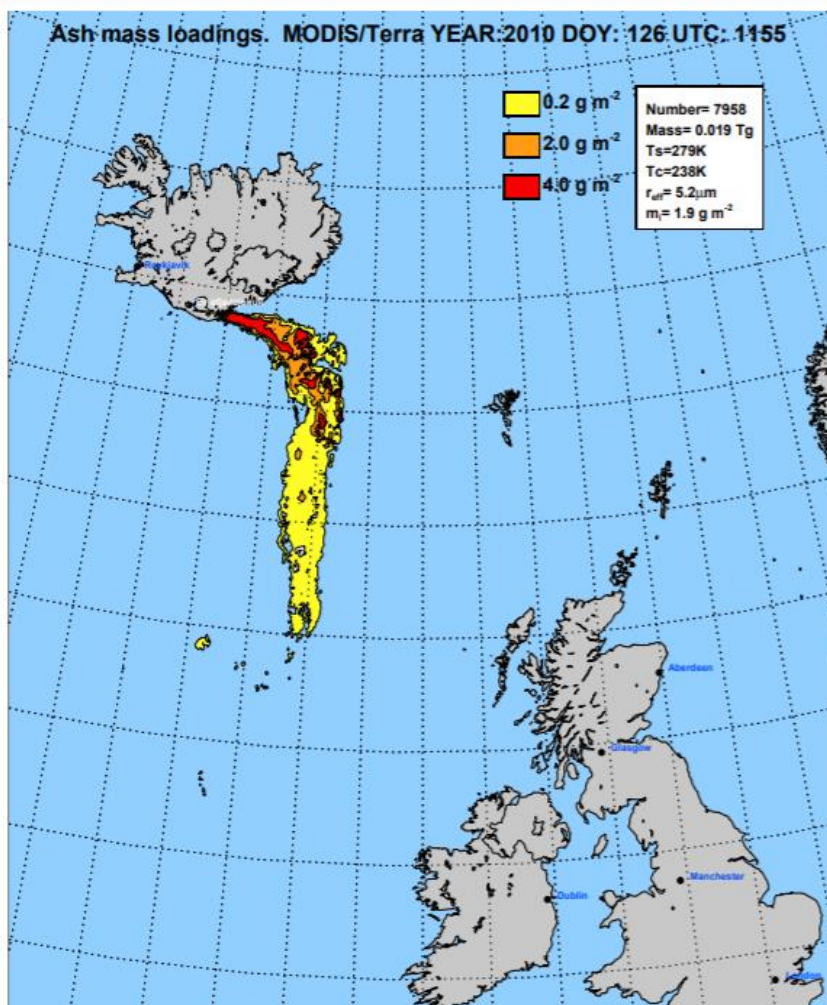 Ash mass loadings. MODIS/Terra YEAR:2010 DOY: 126 UTC: 1155
0.2 g m⁻²
2.0 g m⁻²
4.0 g m⁻²
Number= 7958
Mass= 0.019 Tg
Ts=279K
Tc=238K
r_eff= 5.2μm
m_l= 1.9 g m⁻²
Reykjavik
Aberdeen
Glasgow
Manchester
Dublin
London